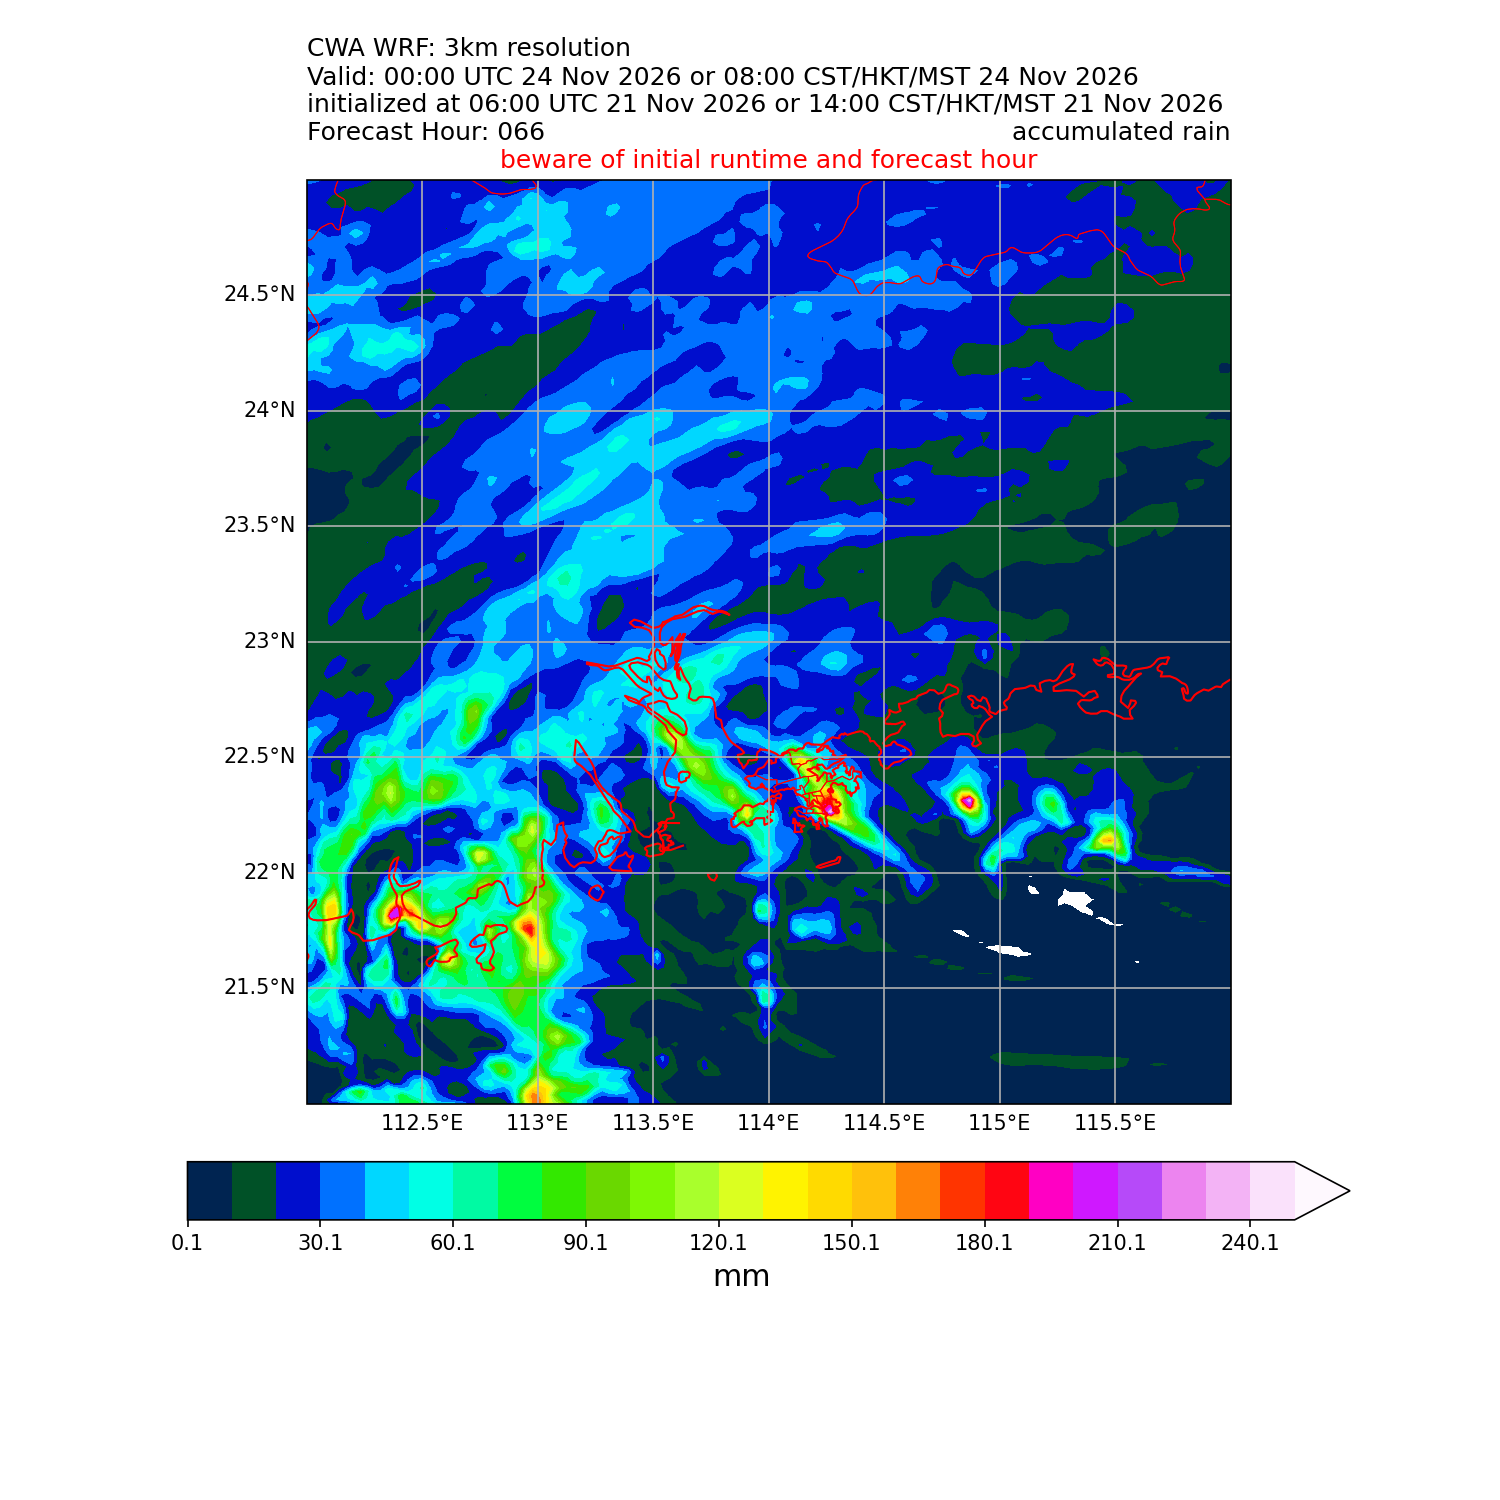 CWA WRF: 3km resolution
Valid: 00:00 UTC 24 Nov 2026 or 08:00 CST/HKT/MST 24 Nov 2026
initialized at 06:00 UTC 21 Nov 2026 or 14:00 CST/HKT/MST 21 Nov 2026
Forecast Hour: 066 accumulated rain
beware of initial runtime and forecast hour
24.5°N
24°N
23.5°N
23°N
22.5°N
22°N
21.5°N
112.5°E 113°E 113.5°E 114°E 114.5°E 115°E 115.5°E
0.1 30.1 60.1 90.1 120.1 150.1 180.1 210.1 240.1
mm